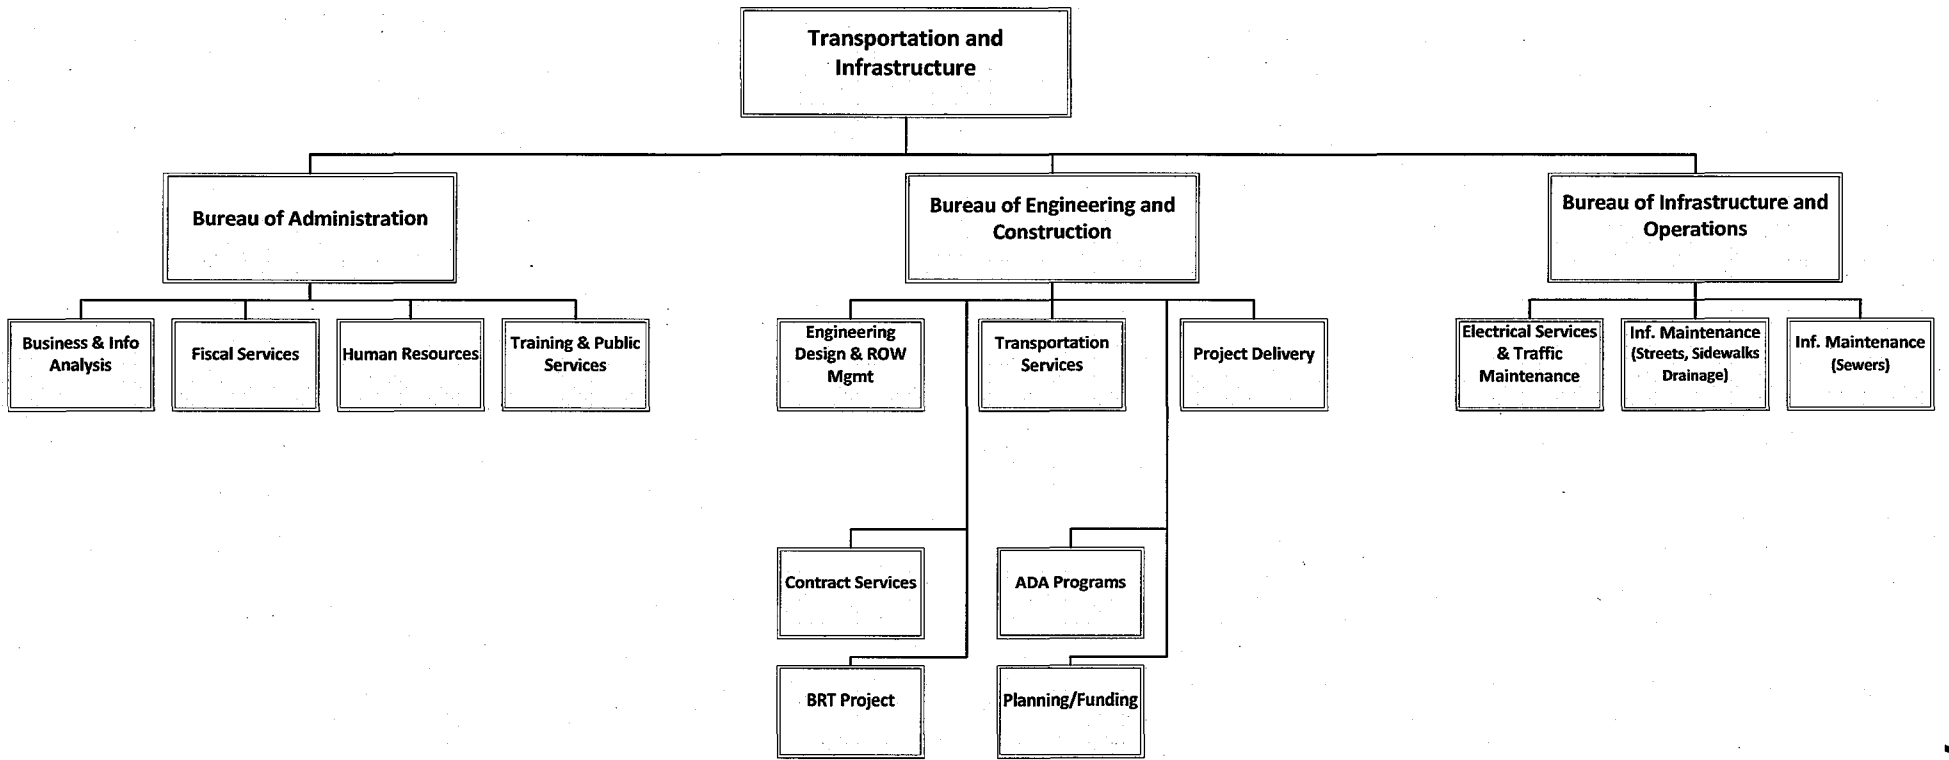 Transportation and
Infrastructure
Bureau of Administration
Bureau of Engineering and
Construction
Bureau of Infrastructure and
Operations
Business & Info
Analysis
Fiscal Services
Human Resources
Training & Public
Services
Engineering
Design & ROW
Mgmt
Transportation
Services
Project Delivery
Electrical Services
& Traffic
Maintenance
Inf. Maintenance
(Streets, Sidewalks
Drainage)
Inf. Maintenance
(Sewers)
Contract Services
ADA Programs
BRT Project
Planning/Funding